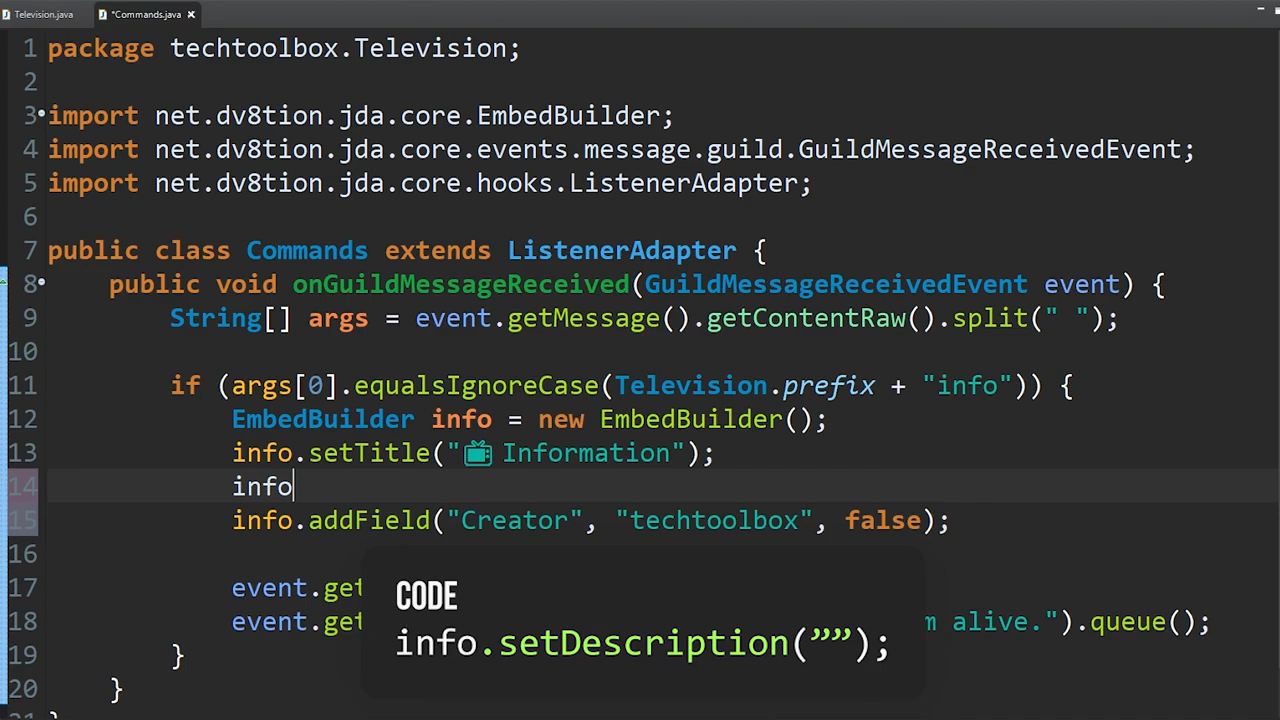 Television.java *Commands.java
1 package techtoolbox.Television;
2
3 import net.dv8tion.jda.core.EmbedBuilder;
4 import net.dv8tion.jda.core.events.message.guild.GuildMessageReceivedEvent;
5 import net.dv8tion.jda.core.hooks.ListenerAdapter;
6
7 public class Commands extends ListenerAdapter {
8 public void onGuildMessageReceived(GuildMessageReceivedEvent event) {
9 String[] args = event.getMessage().getContentRaw().split(" ");
10
11 if (args[0].equalsIgnoreCase(Television.prefix + "info")) {
12 EmbedBuilder info = new EmbedBuilder();
13 info.setTitle("📺 Information");
14 info
15 info.addField("Creator", "techtoolbox", false);
16
17 event.get
18 event.get m alive.").queue();
19 }
20 }
CODE
info.setDescription(””);